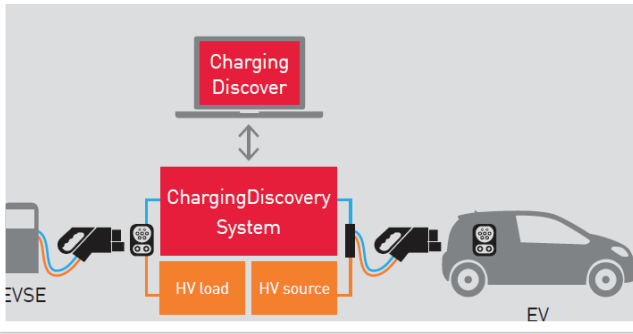 Charging
Discover
ChargingDiscovery
System
HV load
HV source
EVSE
EV